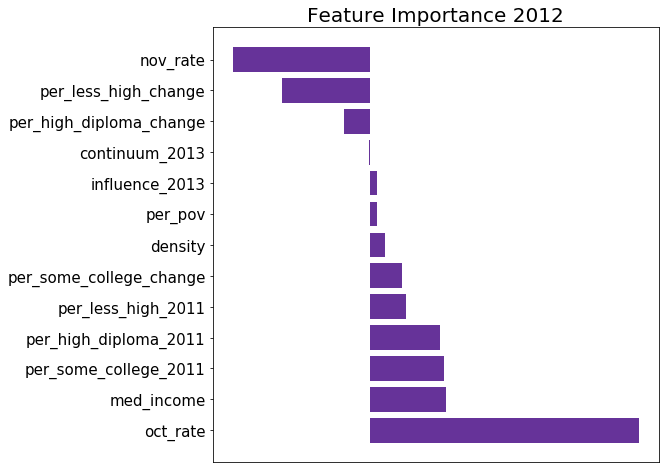 Feature Importance 2012
nov_rate
per_less_high_change
per_high_diploma_change
continuum_2013
influence_2013
per_pov
density
per_some_college_change
per_less_high_2011
per_high_diploma_2011
per_some_college_2011
med_income
oct_rate